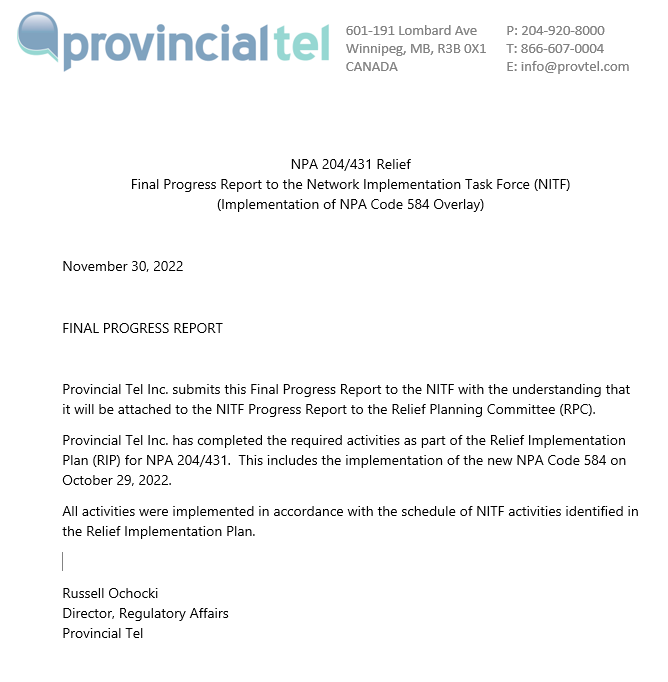 provincialtel
601-191 Lombard Ave
Winnipeg, MB, R3B 0X1
CANADA
P: 204-920-8000
T: 866-607-0004
E: info@provtel.com
NPA 204/431 Relief
Final Progress Report to the Network Implementation Task Force (NITF)
(Implementation of NPA Code 584 Overlay)
November 30, 2022
FINAL PROGRESS REPORT
Provincial Tel Inc. submits this Final Progress Report to the NITF with the understanding that
it will be attached to the NITF Progress Report to the Relief Planning Committee (RPC).
Provincial Tel Inc. has completed the required activities as part of the Relief Implementation
Plan (RIP) for NPA 204/431.  This includes the implementation of the new NPA Code 584 on
October 29, 2022.
All activities were implemented in accordance with the schedule of NITF activities identified in
the Relief Implementation Plan.
Russell Ochocki
Director, Regulatory Affairs
Provincial Tel